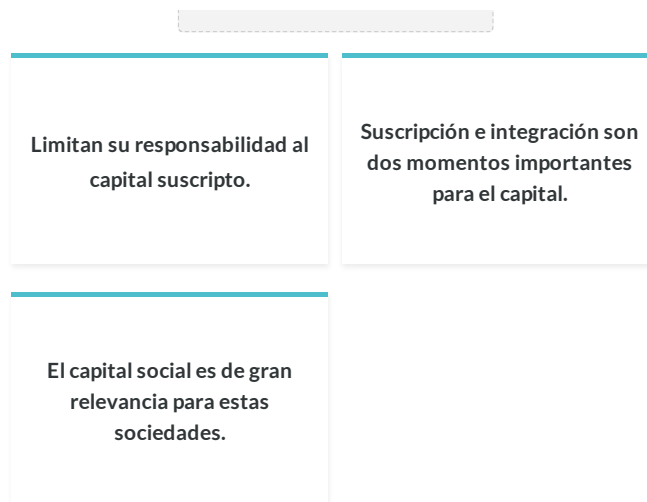 Limitan su responsabilidad al
capital suscripto.
Suscripción e integración son
dos momentos importantes
para el capital.
El capital social es de gran
relevancia para estas
sociedades.